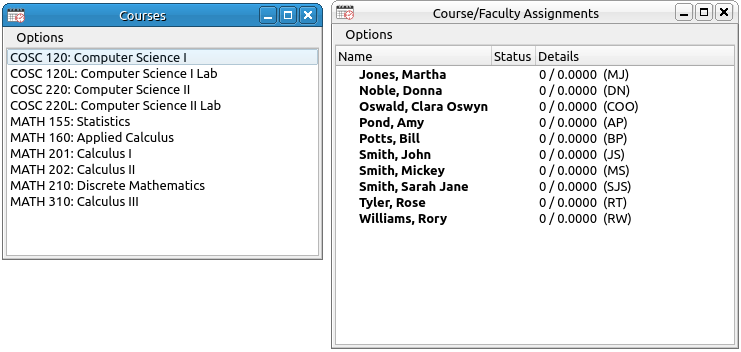 Courses
Options
COSC 120: Computer Science I
COSC 120L: Computer Science I Lab
COSC 220: Computer Science II
COSC 220L: Computer Science II Lab
MATH 155: Statistics
MATH 160: Applied Calculus
MATH 201: Calculus I
MATH 202: Calculus II
MATH 210: Discrete Mathematics
MATH 310: Calculus III
Course/Faculty Assignments
Options
Name Status Details
Jones, Martha 0 / 0.0000 (MJ)
Noble, Donna 0 / 0.0000 (DN)
Oswald, Clara Oswyn 0 / 0.0000 (COO)
Pond, Amy 0 / 0.0000 (AP)
Potts, Bill 0 / 0.0000 (BP)
Smith, John 0 / 0.0000 (JS)
Smith, Mickey 0 / 0.0000 (MS)
Smith, Sarah Jane 0 / 0.0000 (SJS)
Tyler, Rose 0 / 0.0000 (RT)
Williams, Rory 0 / 0.0000 (RW)